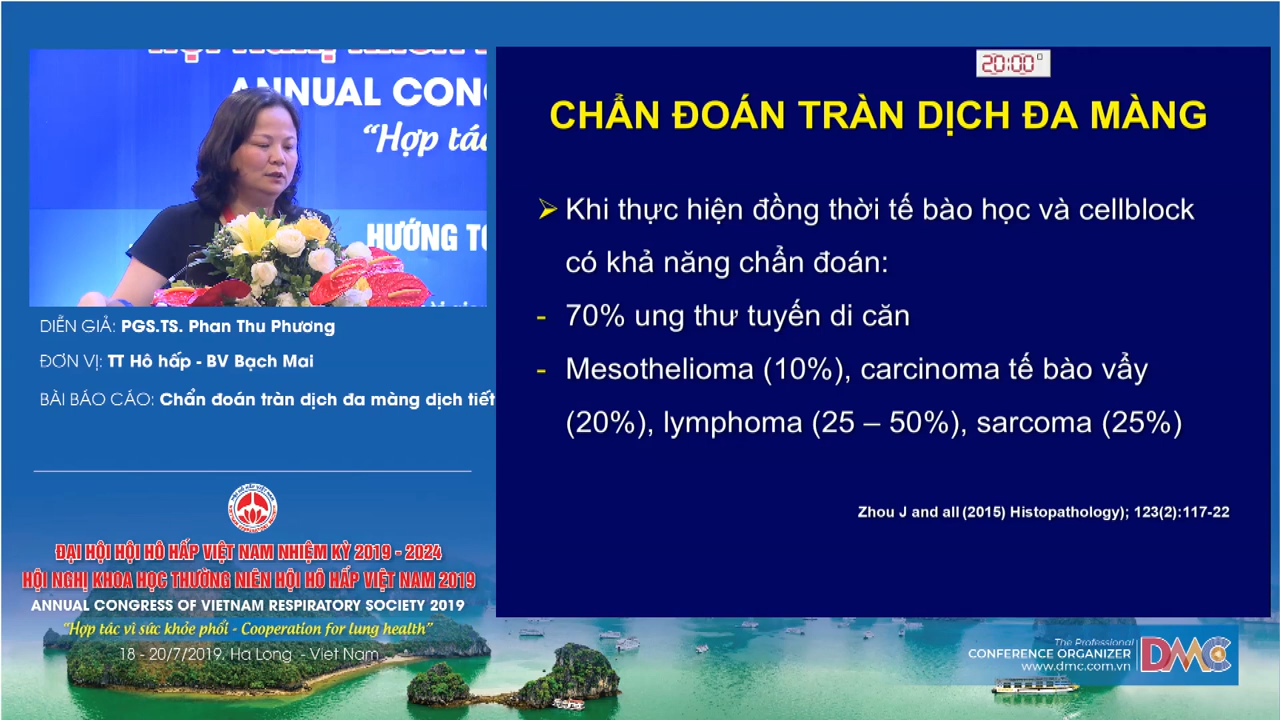 ANNUAL CON
“Hợp tác
HƯỚNG T
DIỄN GIẢ: PGS.TS. Phan Thu Phương
ĐƠN VỊ: TT Hô hấp - BV Bạch Mai
BÀI BÁO CÁO: Chẩn đoán tràn dịch đa màng dịch tiết
ĐẠI HỘI HỘI HÔ HẤP VIỆT NAM NHIỆM KỲ 2019 - 2024
HỘI NGHỊ KHOA HỌC THƯỜNG NIÊN HỘI HÔ HẤP VIỆT NAM 2019
ANNUAL CONGRESS OF VIETNAM RESPIRATORY SOCIETY 2019
“Hợp tác vì sức khỏe phổi - Cooperation for lung health”
18 - 20/7/2019. Ha Long - Viet Nam
20:00
CHẨN ĐOÁN TRÀN DỊCH ĐA MÀNG
➢ Khi thực hiện đồng thời tế bào học và cellblock
có khả năng chẩn đoán:
- 70% ung thư tuyến di căn
- Mesothelioma (10%), carcinoma tế bào vẩy
(20%), lymphoma (25 – 50%), sarcoma (25%)
Zhou J and all (2015) Histopathology); 123(2):117-22
The Professional
CONFERENCE ORGANIZER
www.dmc.com.vn
DMC